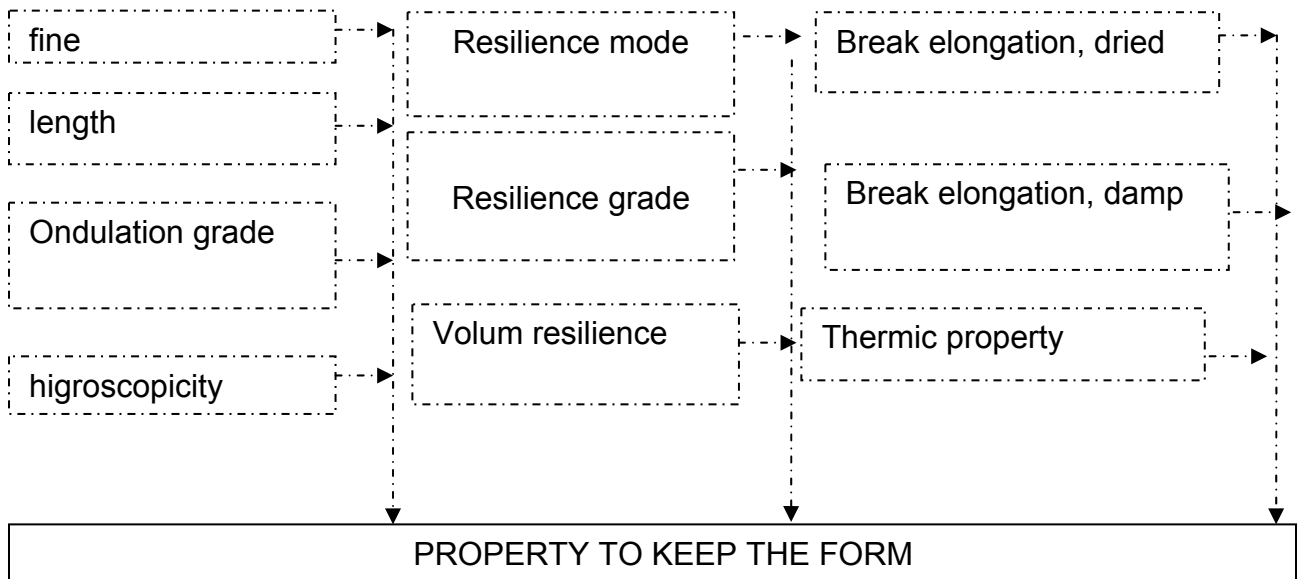 fine
length
Ondulation grade
higroscopicity
Resilience mode
Resilience grade
Volum resilience
Break elongation, dried
Break elongation, damp
Thermic property
PROPERTY TO KEEP THE FORM